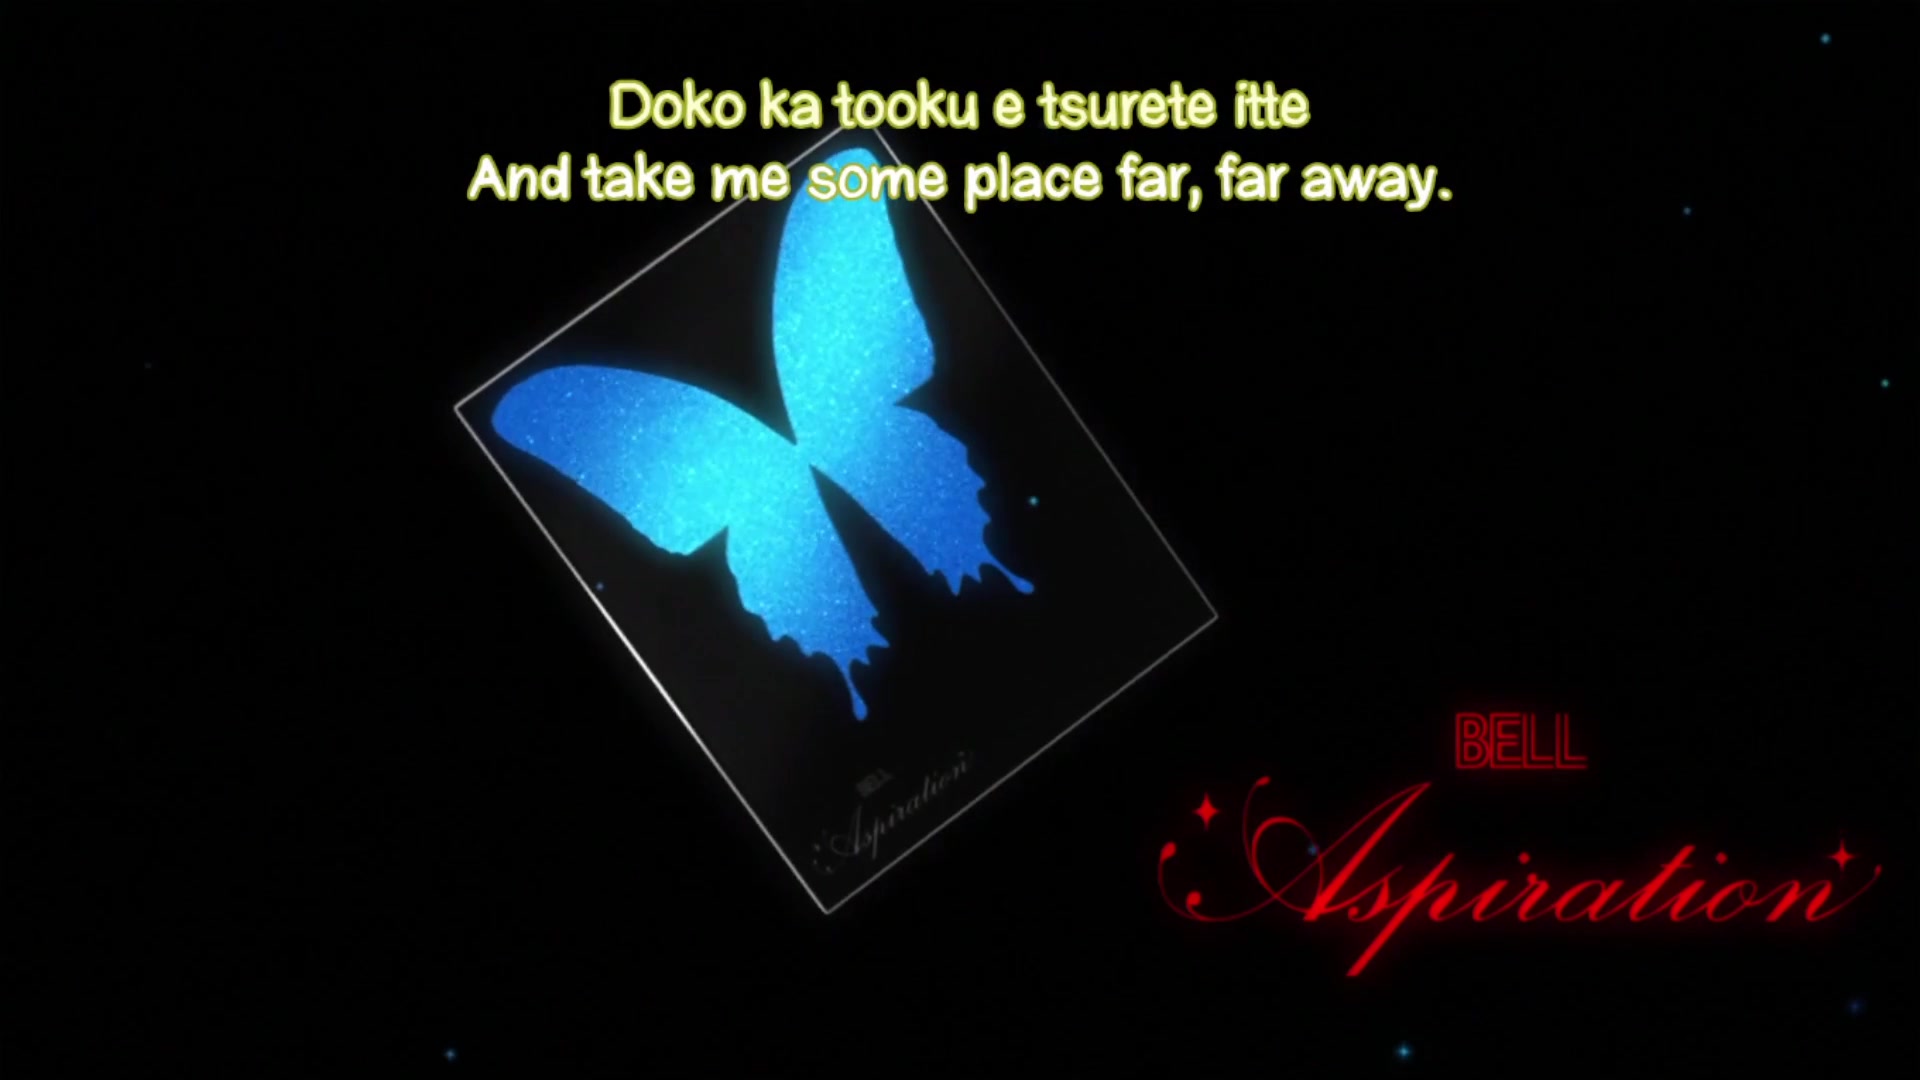 Doko ka tooku e tsurete itte
And take me some place far, far away.
BELL
Aspiration
BELL
Aspiration